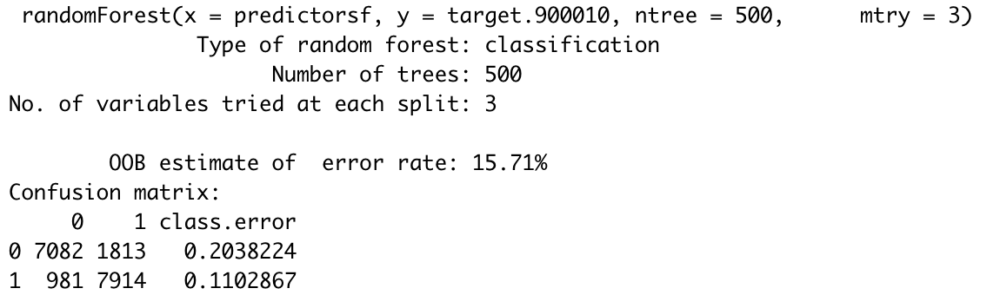 randomForest(x = predictorsf, y = target.900010, ntree = 500,      mtry = 3)
Type of random forest: classification
Number of trees: 500
No. of variables tried at each split: 3
OOB estimate of  error rate: 15.71%
Confusion matrix:
0    1 class.error
0 7082 1813   0.2038224
1  981 7914   0.1102867